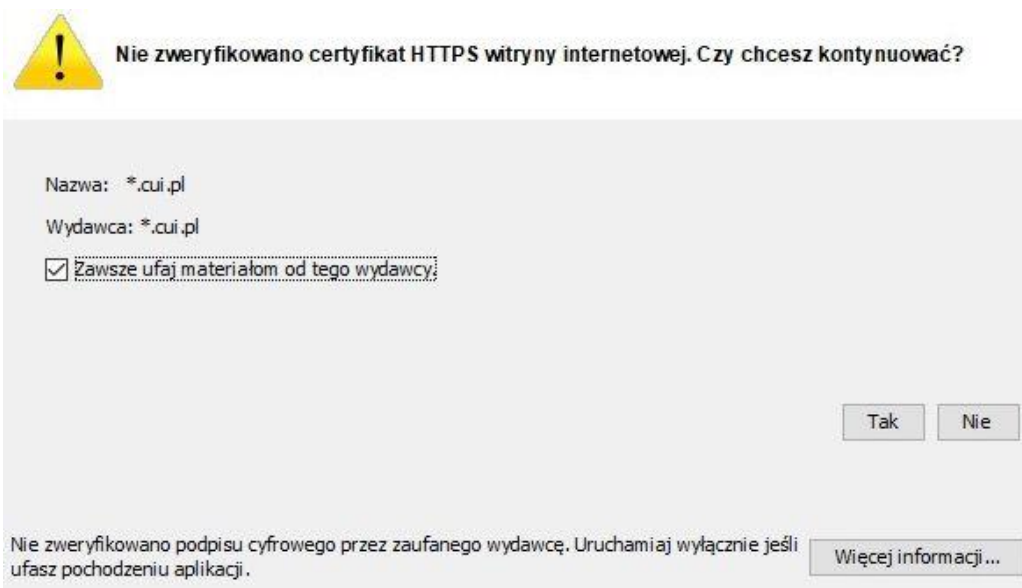 Nie zweryfikowano certyfikat HTTPS witryny internetowej. Czy chcesz kontynuować?
Nazwa: *.cui.pl
Wydawca: *.cui.pl
Zawsze ufaj materiałom od tego wydawcy.
Tak Nie
Nie zweryfikowano podpisu cyfrowego przez zaufanego wydawcę. Uruchamiaj wyłącznie jeśli
ufasz pochodzeniu aplikacji.
Więcej informacji...